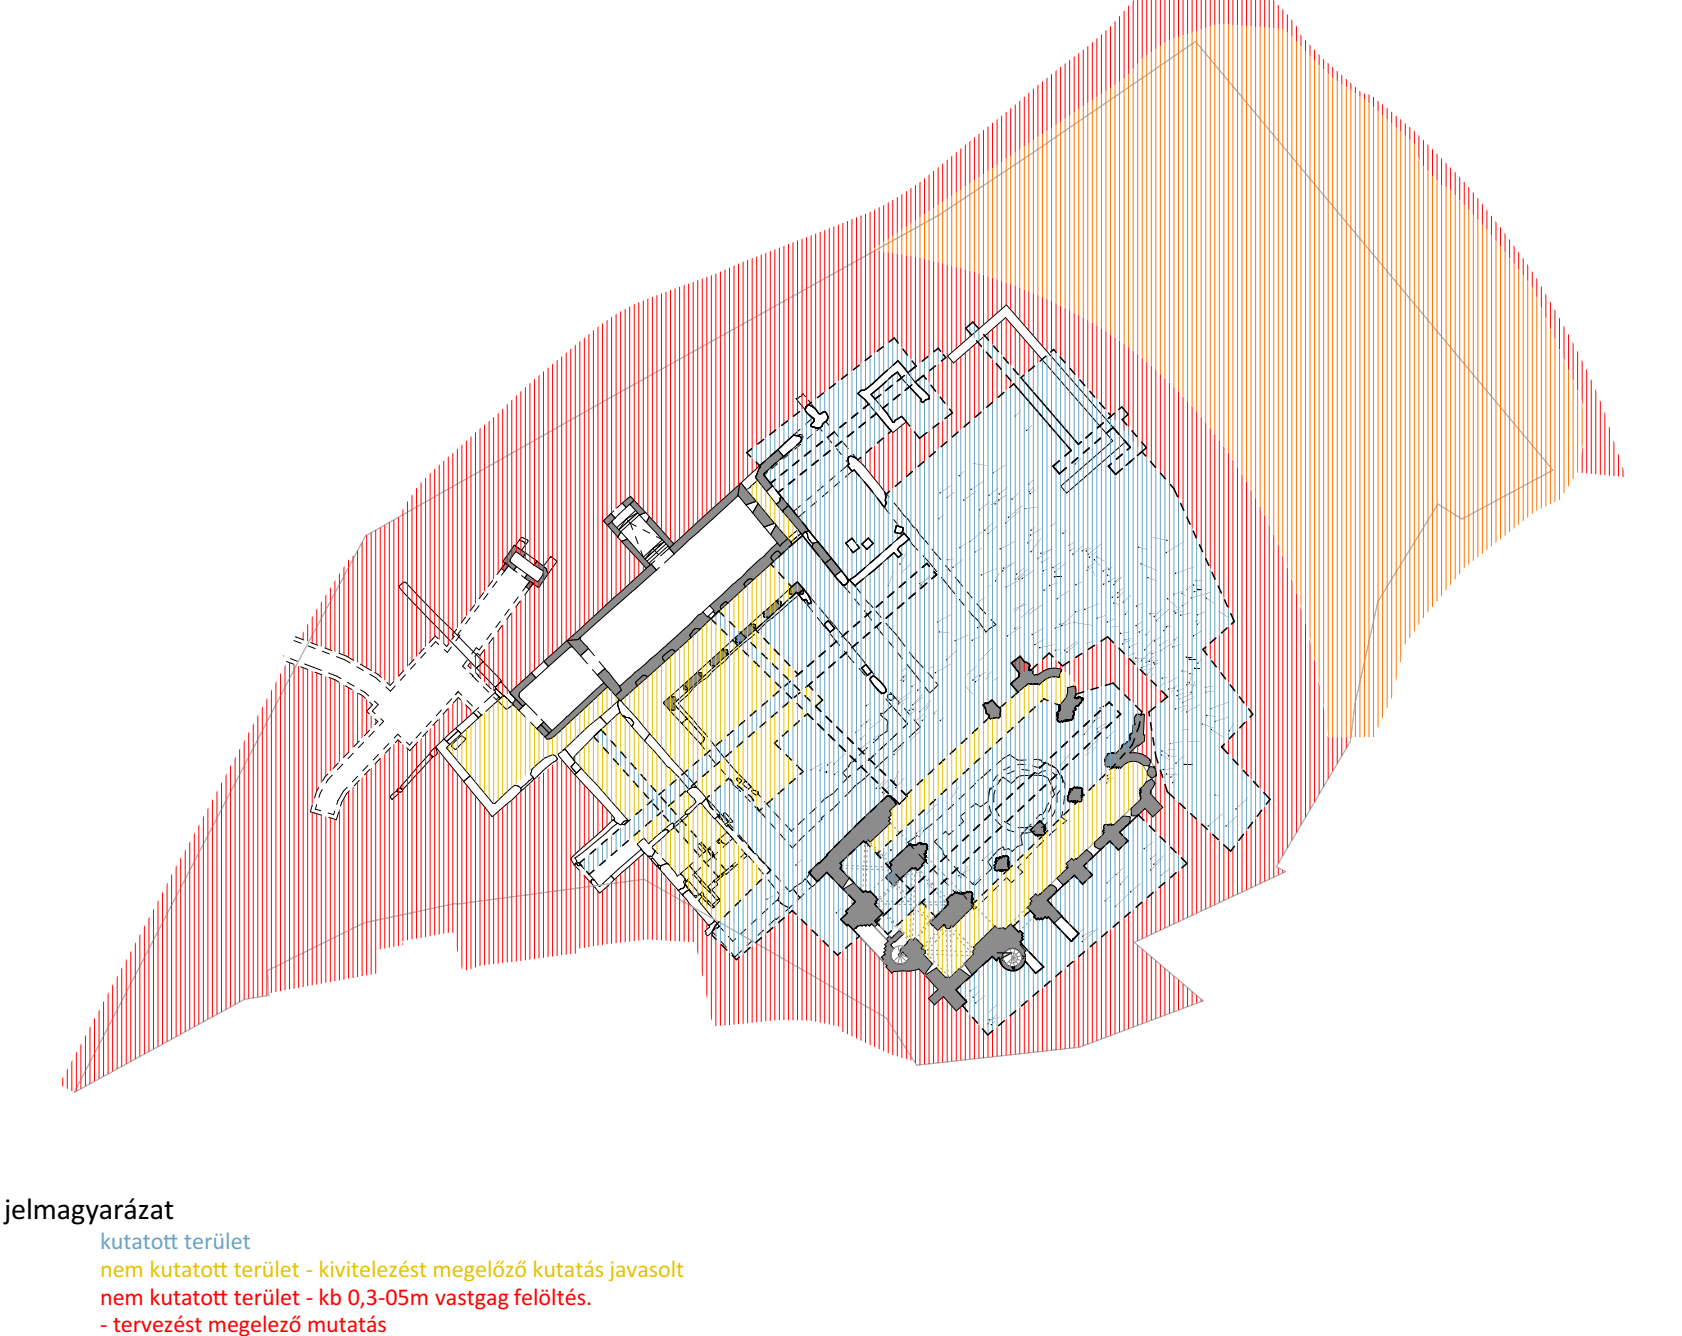 jelmagyarázat
kutatott terület
nem kutatott terület - kivitelezést megelőző kutatás javasolt
nem kutatott terület - kb 0,3-05m vastgag felöltés.
- tervezést megelező mutatás